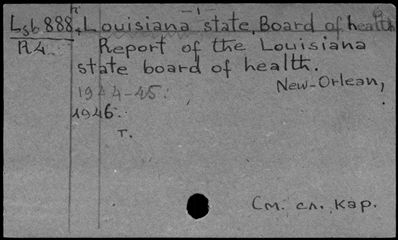 -1-
Lsb 888 + Louisiana state, Board of health
R4 Report of the Louisiana
state board of health.
New-Orlean,
1944-45.
1946.
т.
См. сл. кар.